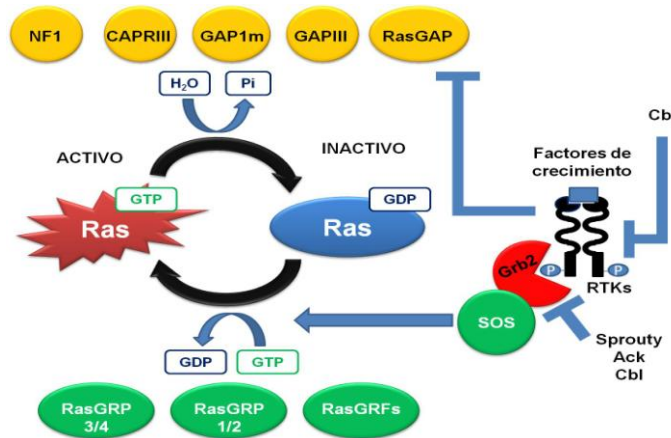 NF1
CAPRIII
GAP1m
GAPIII
RasGAP
H₂O
Pi
ACTIVO
INACTIVO
GTP
Ras
GDP
Ras
Cb
Factores de
crecimiento
Grb2
P
P
RTKs
SOS
Sprouty
Ack
Cbl
GDP
GTP
RasGRP
3/4
RasGRP
1/2
RasGRFs